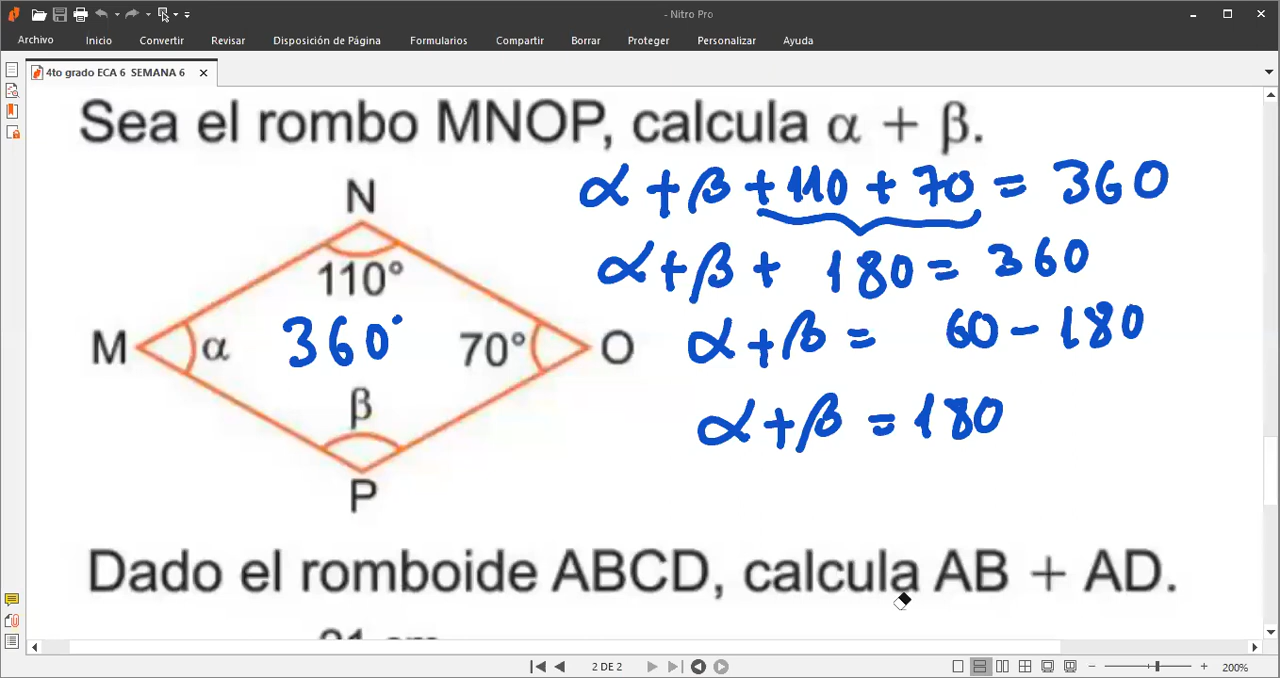 - Nitro Pro
Archivo Inicio Convertir Revisar Disposición de Página Formularios Compartir Borrar Proteger Personalizar Ayuda
4to grado ECA 6 SEMANA 6
Sea el rombo MNOP, calcula α + β.
α + β + 110 + 70 = 360
α + β + 180 = 360
α + β = 60 - 180
α + β = 180
N
110°
M
α
360°
70°
O
β
P
Dado el romboide ABCD, calcula AB + AD.
2 DE 2
200%